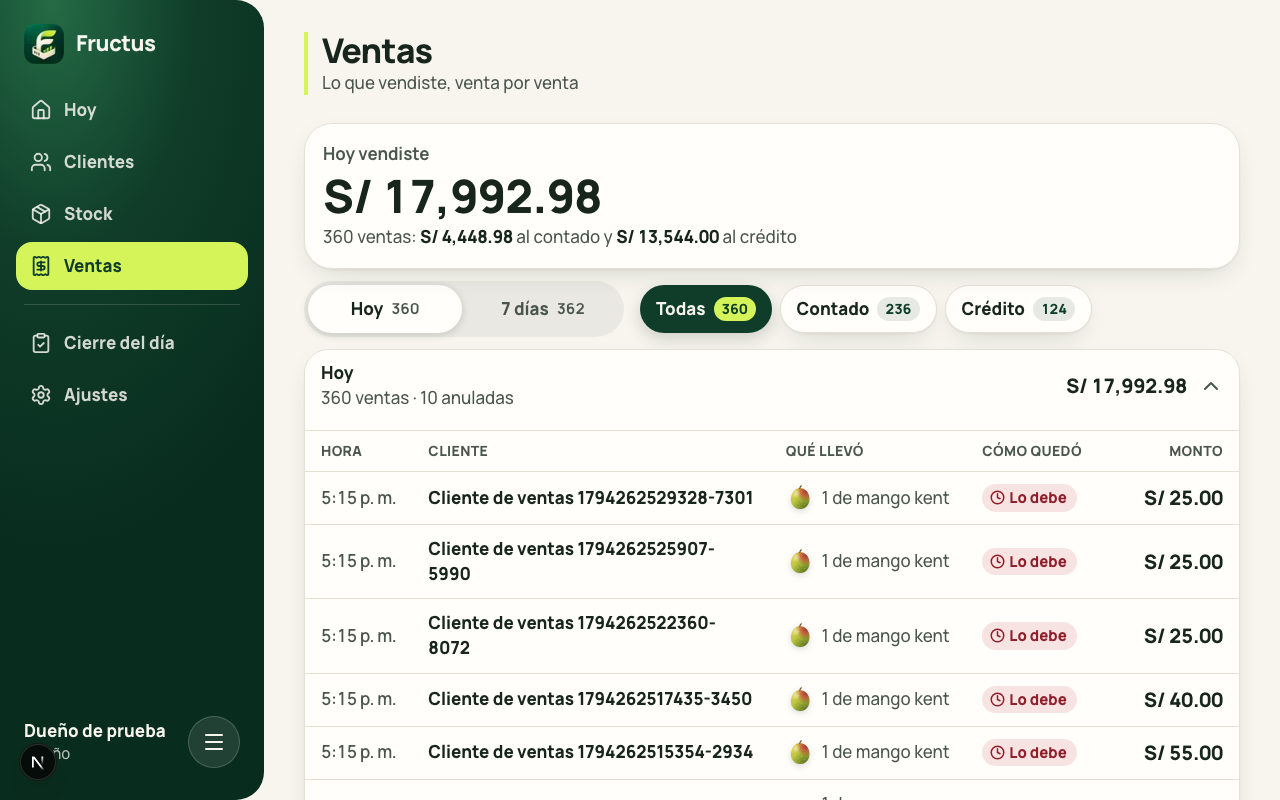 Fructus
Hoy
Clientes
Stock
Ventas
Cierre del día
Ajustes
Dueño de prueba
N
Ventas
Lo que vendiste, venta por venta
Hoy vendiste
S/ 17,992.98
360 ventas: S/ 4,448.98 al contado y S/ 13,544.00 al crédito
Hoy 360 7 días 362 Todas 360 Contado 236 Crédito 124
Hoy
360 ventas · 10 anuladas
S/ 17,992.98
HORA CLIENTE QUÉ LLEVÓ CÓMO QUEDÓ MONTO
5:15 p. m. Cliente de ventas 1794262529328-7301 1 de mango kent Lo debe S/ 25.00
5:15 p. m. Cliente de ventas 1794262525907-
5990 1 de mango kent Lo debe S/ 25.00
5:15 p. m. Cliente de ventas 1794262522360-
8072 1 de mango kent Lo debe S/ 25.00
5:15 p. m. Cliente de ventas 1794262517435-3450 1 de mango kent Lo debe S/ 40.00
5:15 p. m. Cliente de ventas 1794262515354-2934 1 de mango kent Lo debe S/ 55.00